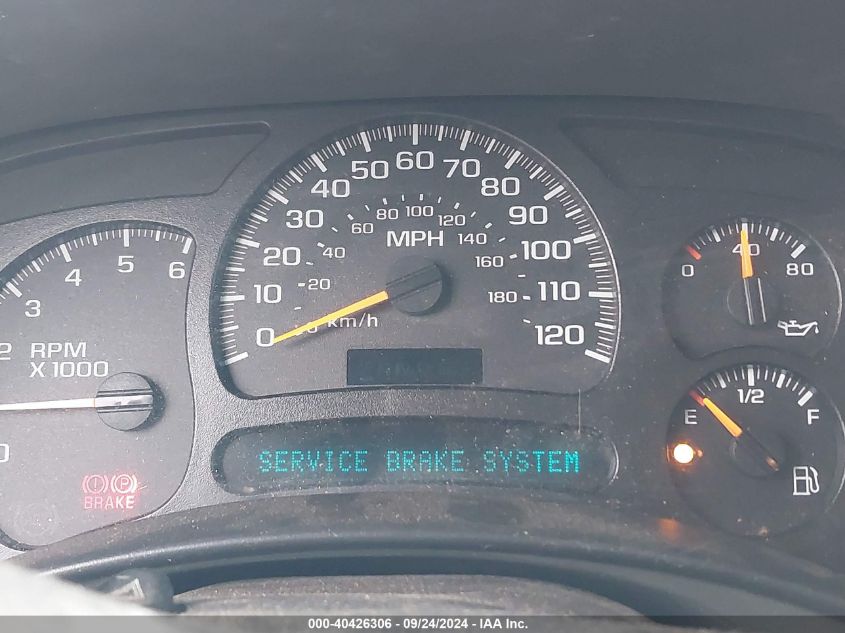 60
50 70
40 80
30 90
20 100
10 110
0 120
60 80 100 120
40 140
20 160
180
MPH
km/h
3 4 5 6
2
RPM
X 1000
BRAKE
P
0 40 80
E 1/2 F
SERVICE BRAKE SYSTEM
000-40426306 - 09/24/2024 - IAA Inc.